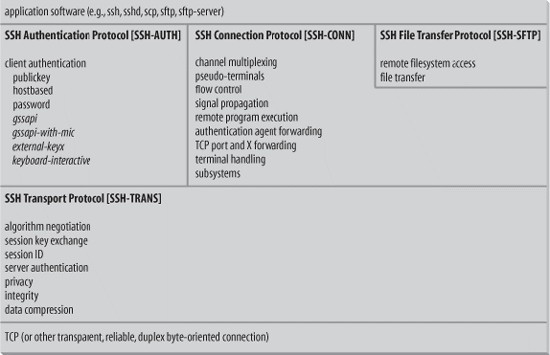 application software (e.g., ssh, sshd, scp, sftp, sftp-server)
SSH Authentication Protocol [SSH-AUTH]
client authentication
publickey
hostbased
password
gssapi
gssapi-with-mic
external-keyx
keyboard-interactive
SSH Connection Protocol [SSH-CONN]
channel multiplexing
pseudo-terminals
flow control
signal propagation
remote program execution
authentication agent forwarding
TCP port and X forwarding
terminal handling
subsystems
SSH File Transfer Protocol [SSH-SFTP]
remote filesystem access
file transfer
SSH Transport Protocol [SSH-TRANS]
algorithm negotiation
session key exchange
session ID
server authentication
privacy
integrity
data compression
TCP (or other transparent, reliable, duplex byte-oriented connection)